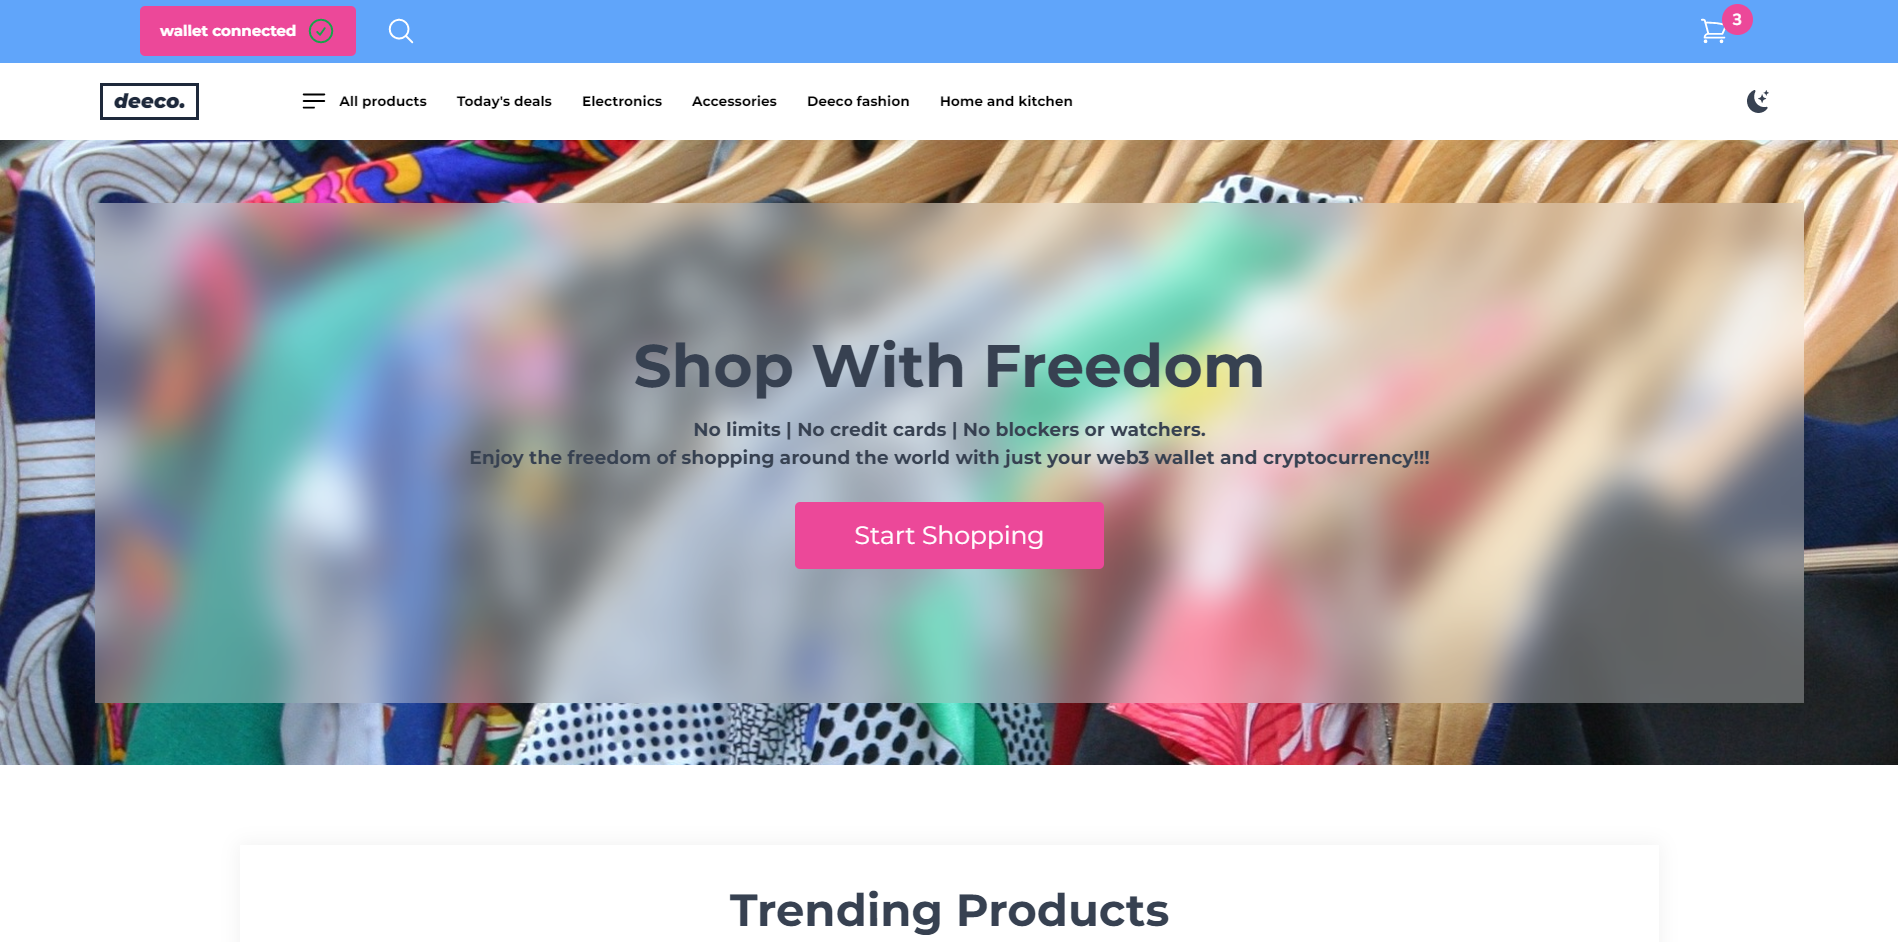 wallet connected
3
deeco.
All products
Today's deals
Electronics
Accessories
Deeco fashion
Home and kitchen
Shop With Freedom
No limits | No credit cards | No blockers or watchers.
Enjoy the freedom of shopping around the world with just your web3 wallet and cryptocurrency!!!
Start Shopping
Trending Products